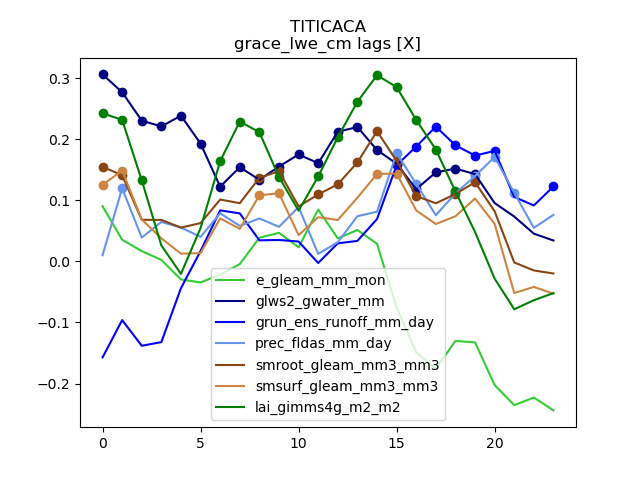 TITICACA
grace_lwe_cm lags [X]
0.3
0.2
0.1
0.0
−0.1
−0.2
e_gleam_mm_mon
glws2_gwater_mm
grun_ens_runoff_mm_day
prec_fldas_mm_day
smroot_gleam_mm3_mm3
smsurf_gleam_mm3_mm3
lai_gimms4g_m2_m2
0 5 10 15 20